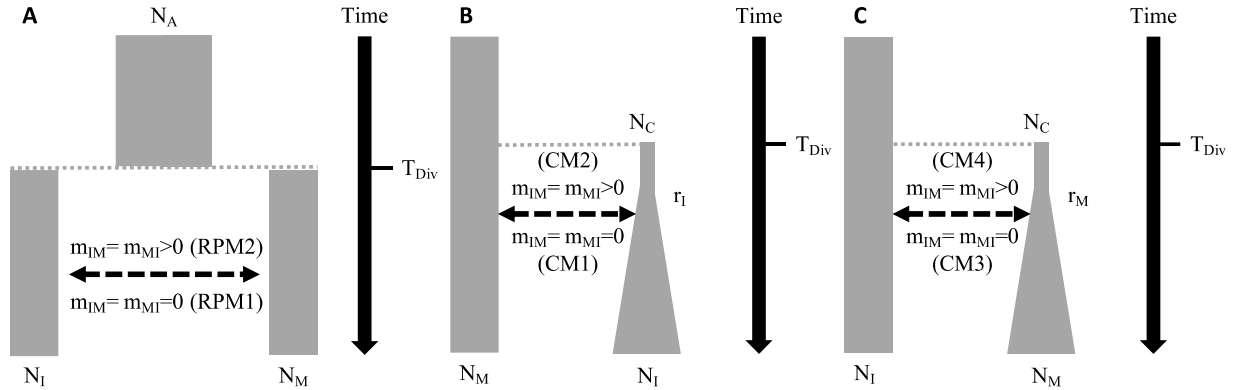 A
N_A
Time
T_Div
m_IM= m_MI>0 (RPM2)
m_IM= m_MI=0 (RPM1)
N_I
N_M
B
Time
N_C
T_Div
(CM2)
m_IM= m_MI>0
r_I
m_IM= m_MI=0
(CM1)
N_M
N_I
C
Time
N_C
T_Div
(CM4)
m_IM= m_MI>0
r_M
m_IM= m_MI=0
(CM3)
N_I
N_M